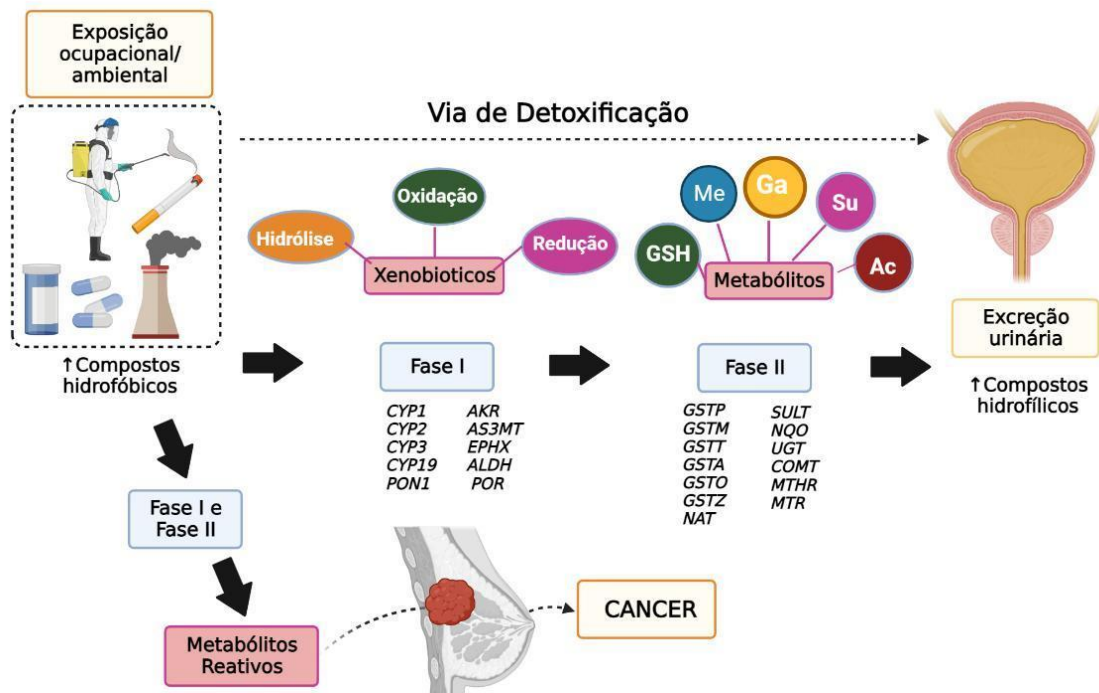 Exposição
ocupacional/
ambiental
Via de Detoxificação
Hidrólise
Oxidação
Redução
Xenobioticos
GSH
Me
Ga
Su
Ac
Metabólitos
↑Compostos
hidrofóbicos
Fase I
CYP1 AKR
CYP2 AS3MT
CYP3 EPHX
CYP19 ALDH
PON1 POR
Fase II
GSTP SULT
GSTM NQO
GSTT UGT
GSTA COMT
GSTO MTHR
GSTZ MTR
NAT
Excreção
urinária
↑Compostos
hidrofílicos
Fase I e
Fase II
Metabólitos
Reativos
CANCER